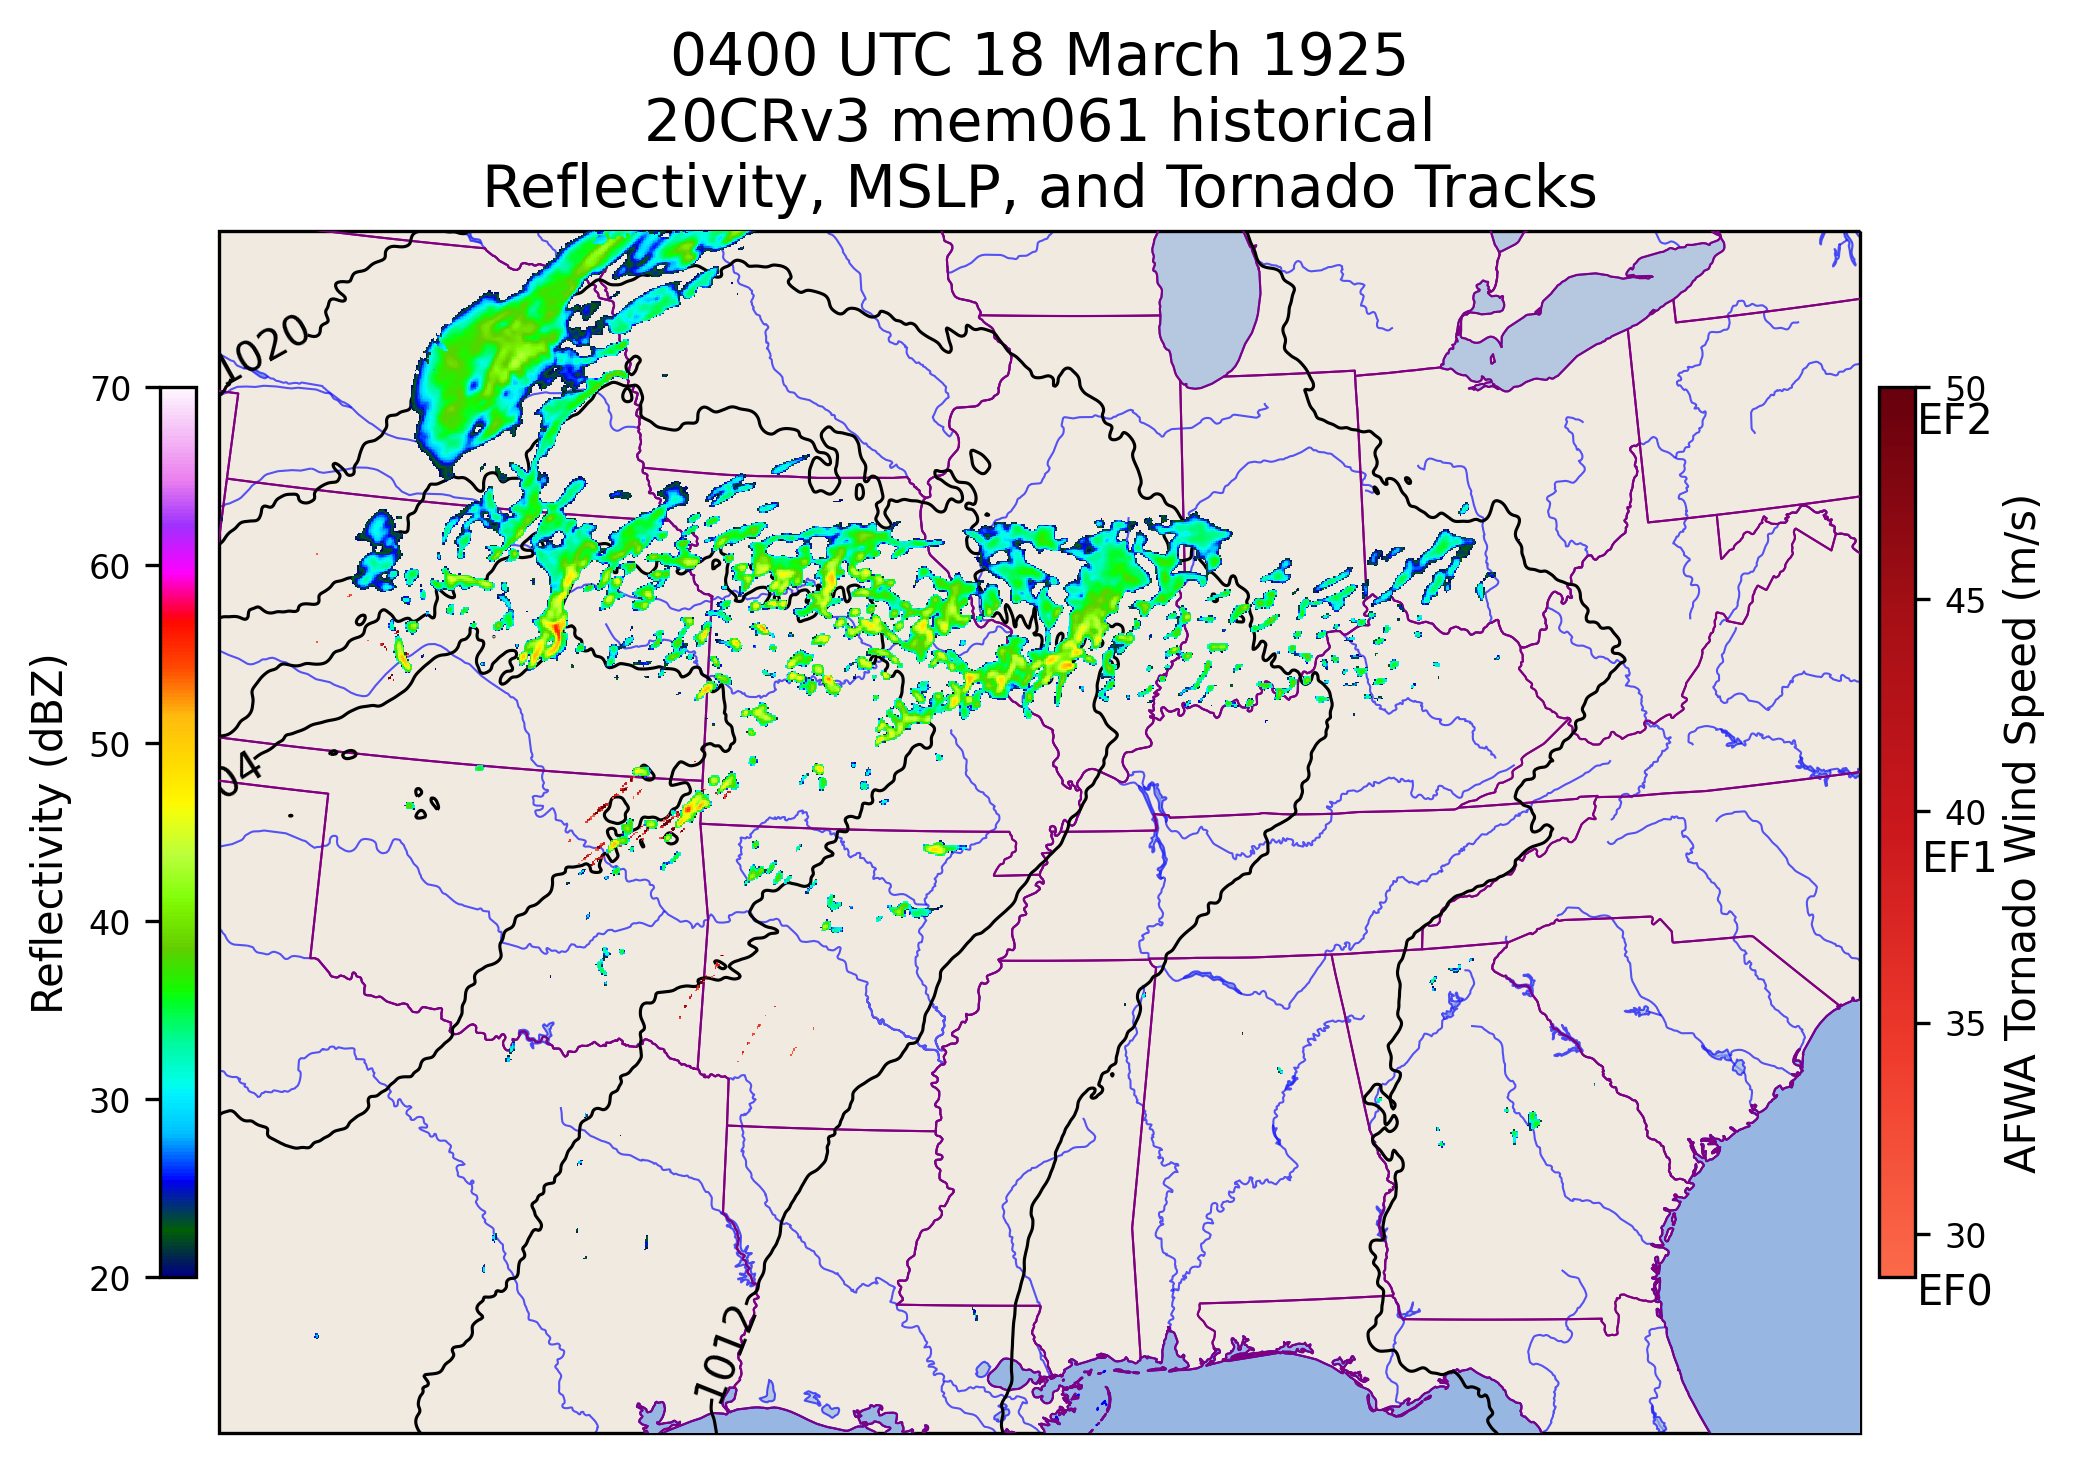 0400 UTC 18 March 1925
20CRv3 mem061 historical
Reflectivity, MSLP, and Tornado Tracks
1020
04
1012
70
60
50
40
30
20
Reflectivity (dBZ)
50
EF2
45
40
EF1
35
30
EF0
AFWA Tornado Wind Speed (m/s)